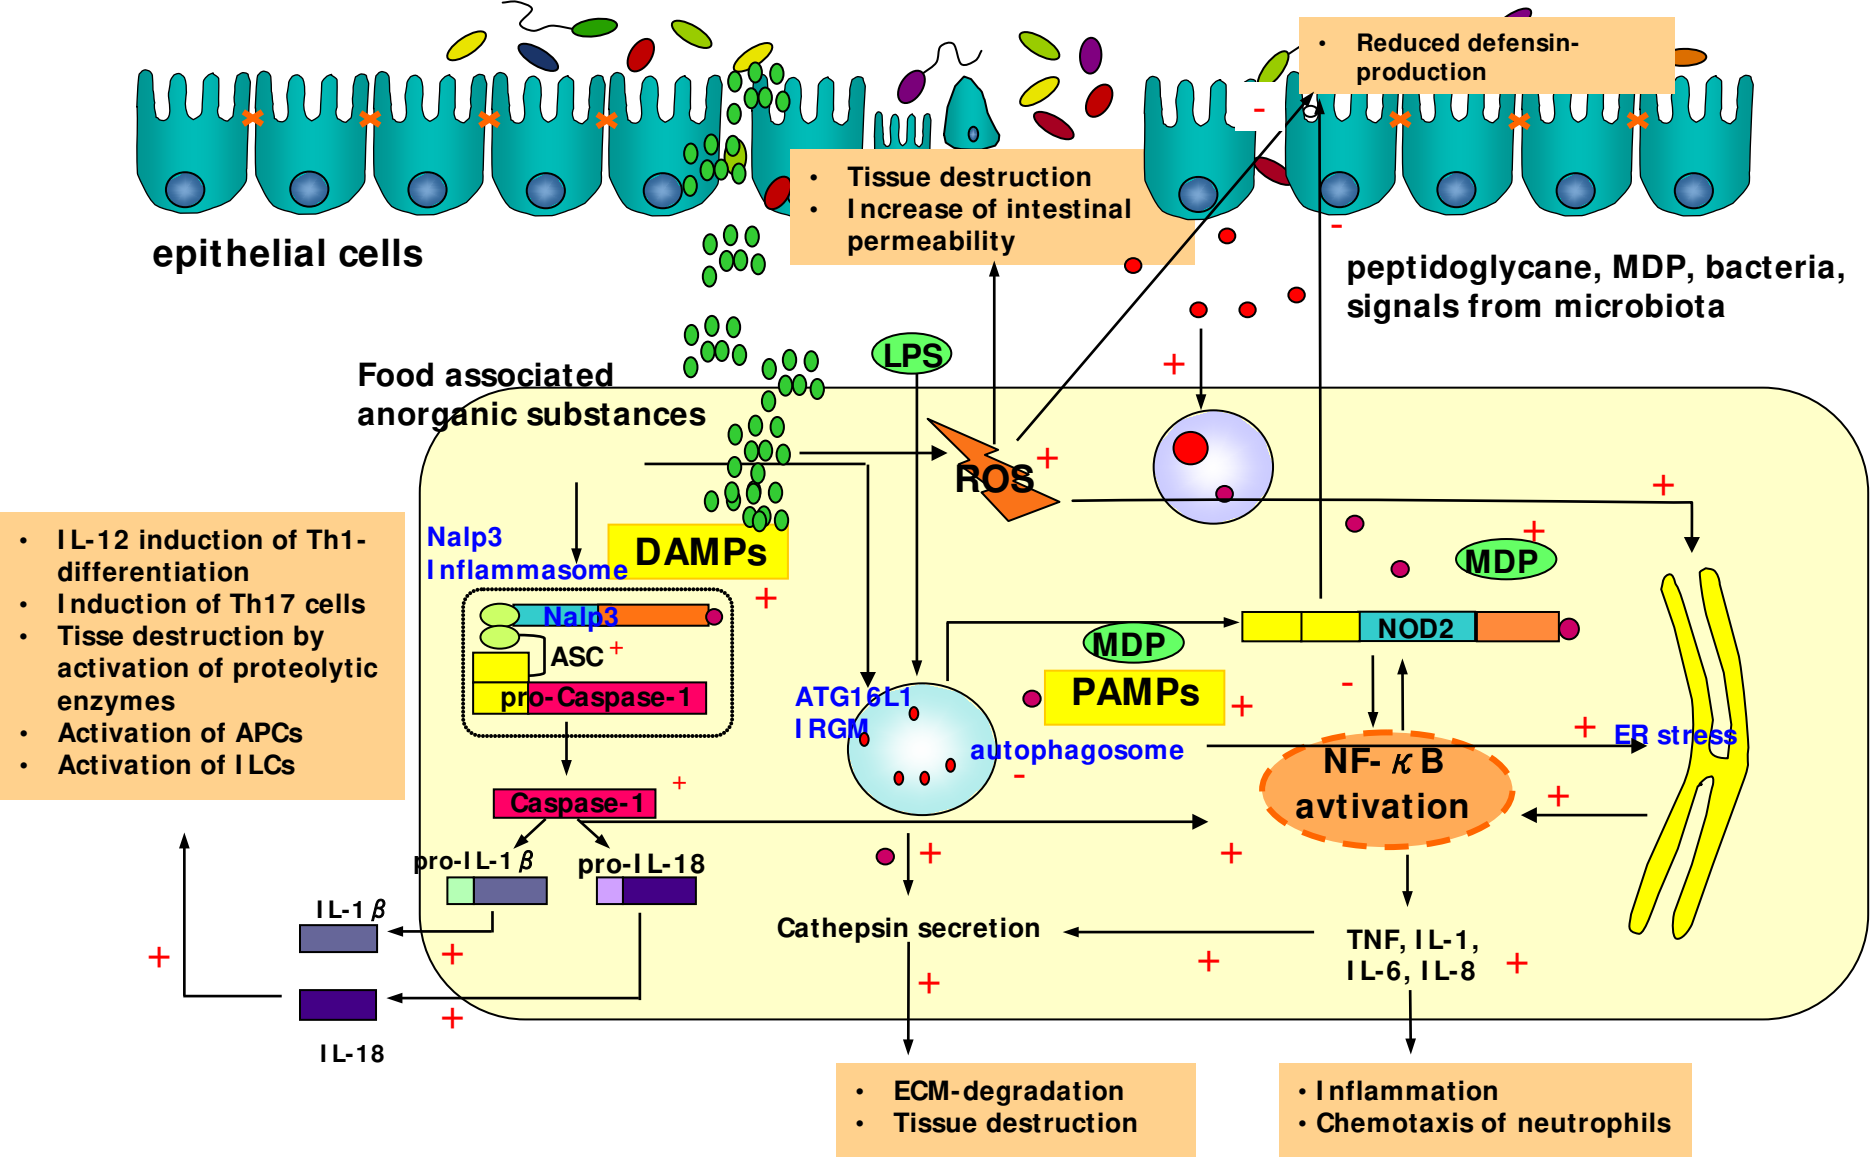 • Reduced defensin-
production
-
• Tissue destruction
• Increase of intestinal
permeability
epithelial cells
-
peptidoglycane, MDP, bacteria,
signals from microbiota
LPS
+
Food associated
anorganic substances
ROS
+
+
• IL-12 induction of Th1-
differentiation
• Induction of Th17 cells
• Tisse destruction by
activation of proteolytic
enzymes
• Activation of APCs
• Activation of ILCs
Nalp3
Inflammasome
DAMPs
+
+
MDP
Nalp3
ASC +
pro-Caspase-1
MDP
NOD2
PAMPs
+
-
ATG16L1
IRGM
autophagosome
-
+
ER stress
NF-κB
avtivation
+
+
Caspase-1
+
+
pro-IL-1β
pro-IL-18
IL-1β
+
+
Cathepsin secretion
+
+
TNF, IL-1,
IL-6, IL-8
+
+
IL-18
• ECM-degradation
• Tissue destruction
• Inflammation
• Chemotaxis of neutrophils